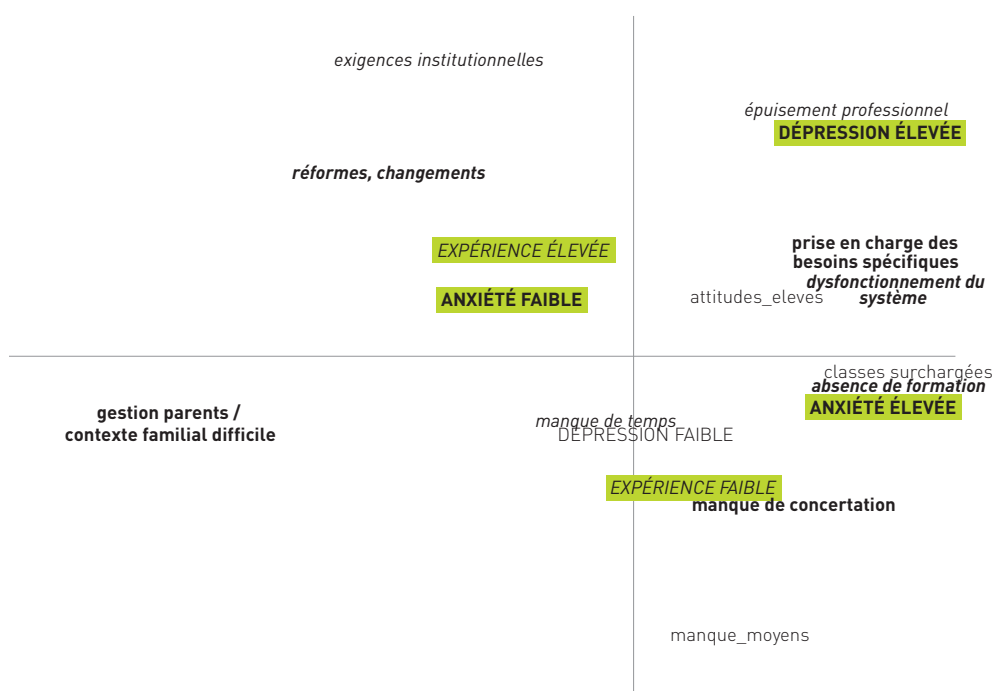 exigences institutionnelles
épuisement professionnel
DÉPRESSION ÉLEVÉE
réformes, changements
EXPÉRIENCE ÉLEVÉE
prise en charge des
besoins spécifiques
dysfonctionnement du
système
ANXIÉTÉ FAIBLE
attitudes_eleves
classes surchargées
absence de formation
ANXIÉTÉ ÉLEVÉE
gestion parents /
contexte familial difficile
manque de temps
DÉPRESSION FAIBLE
EXPÉRIENCE FAIBLE
manque de concertation
manque_moyens